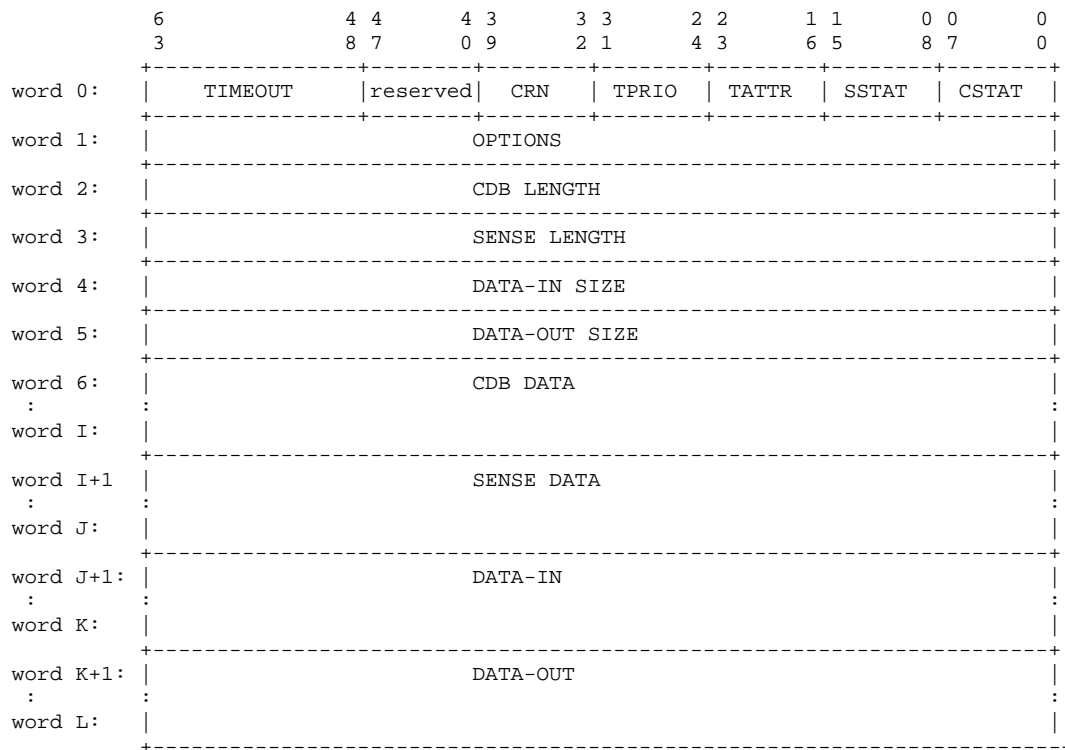 6              4 4      4 3      3 3      2 2      1 1      0 0      0
               3              8 7      0 9      2 1      4 3      6 5      8 7      0
              +----------------+--------+--------+--------+--------+--------+--------+
word 0:       |    TIMEOUT     |reserved|  CRN   | TPRIO  | TATTR  | SSTAT  | CSTAT  |
              +----------------+--------+--------+--------+--------+--------+--------+
word 1:       |                         OPTIONS                                      |
              +----------------------------------------------------------------------+
word 2:       |                         CDB LENGTH                                   |
              +----------------------------------------------------------------------+
word 3:       |                         SENSE LENGTH                                 |
              +----------------------------------------------------------------------+
word 4:       |                         DATA-IN SIZE                                 |
              +----------------------------------------------------------------------+
word 5:       |                         DATA-OUT SIZE                                |
              +----------------------------------------------------------------------+
word 6:       |                         CDB DATA                                     |
 :            :                                                                      :
word I:       |                                                                      |
              +----------------------------------------------------------------------+
word I+1      |                         SENSE DATA                                   |
 :            :                                                                      :
word J:       |                                                                      |
              +----------------------------------------------------------------------+
word J+1:     |                         DATA-IN                                      |
 :            :                                                                      :
word K:       |                                                                      |
              +----------------------------------------------------------------------+
word K+1:     |                         DATA-OUT                                     |
 :            :                                                                      :
word L:       |                                                                      |
              +----------------------------------------------------------------------+